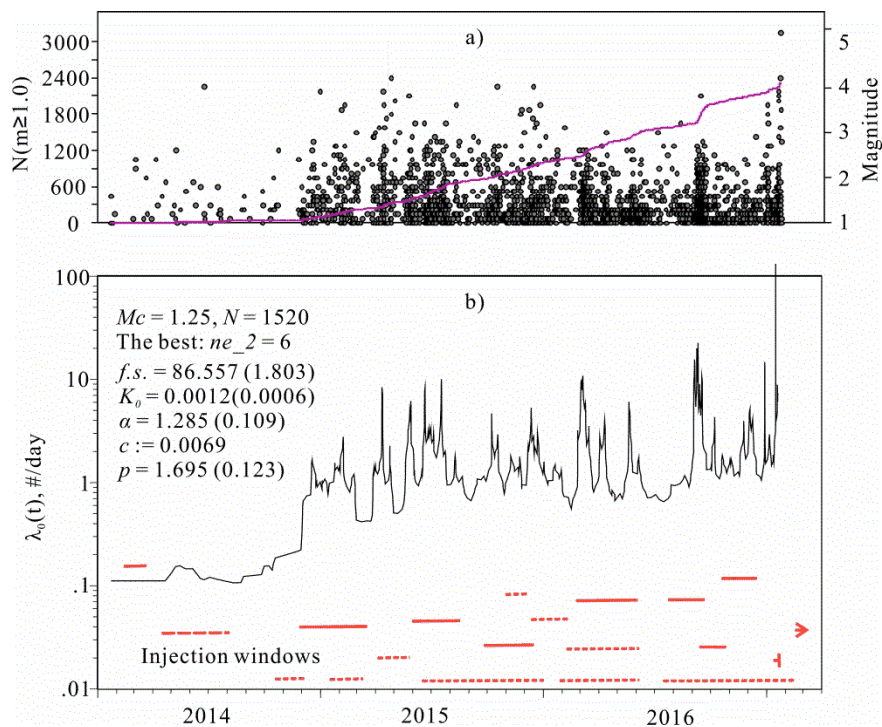 a)
3000
2400
1800
1200
600
0
N(m≥1.0)
5
4
3
2
1
Magnitude
b)
100
10
1
.1
.01
λ₀(t), #/day
Mc = 1.25, N = 1520
The best: ne_2 = 6
f.s. = 86.557 (1.803)
K₀ = 0.0012(0.0006)
α = 1.285 (0.109)
c := 0.0069
p = 1.695 (0.123)
Injection windows
2014 2015 2016